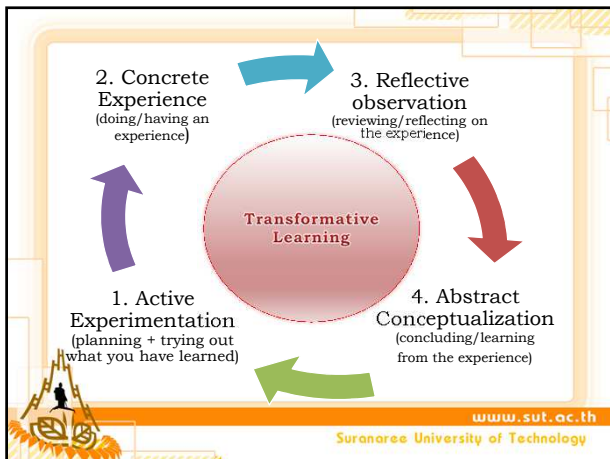 2. Concrete
Experience
(doing/having an
experience)
3. Reflective
observation
(reviewing/reflecting on
the experience)
Transformative
Learning
1. Active
Experimentation
(planning + trying out
what you have learned)
4. Abstract
Conceptualization
(concluding/learning
from the experience)
www.sut.ac.th
Suranaree University of Technology